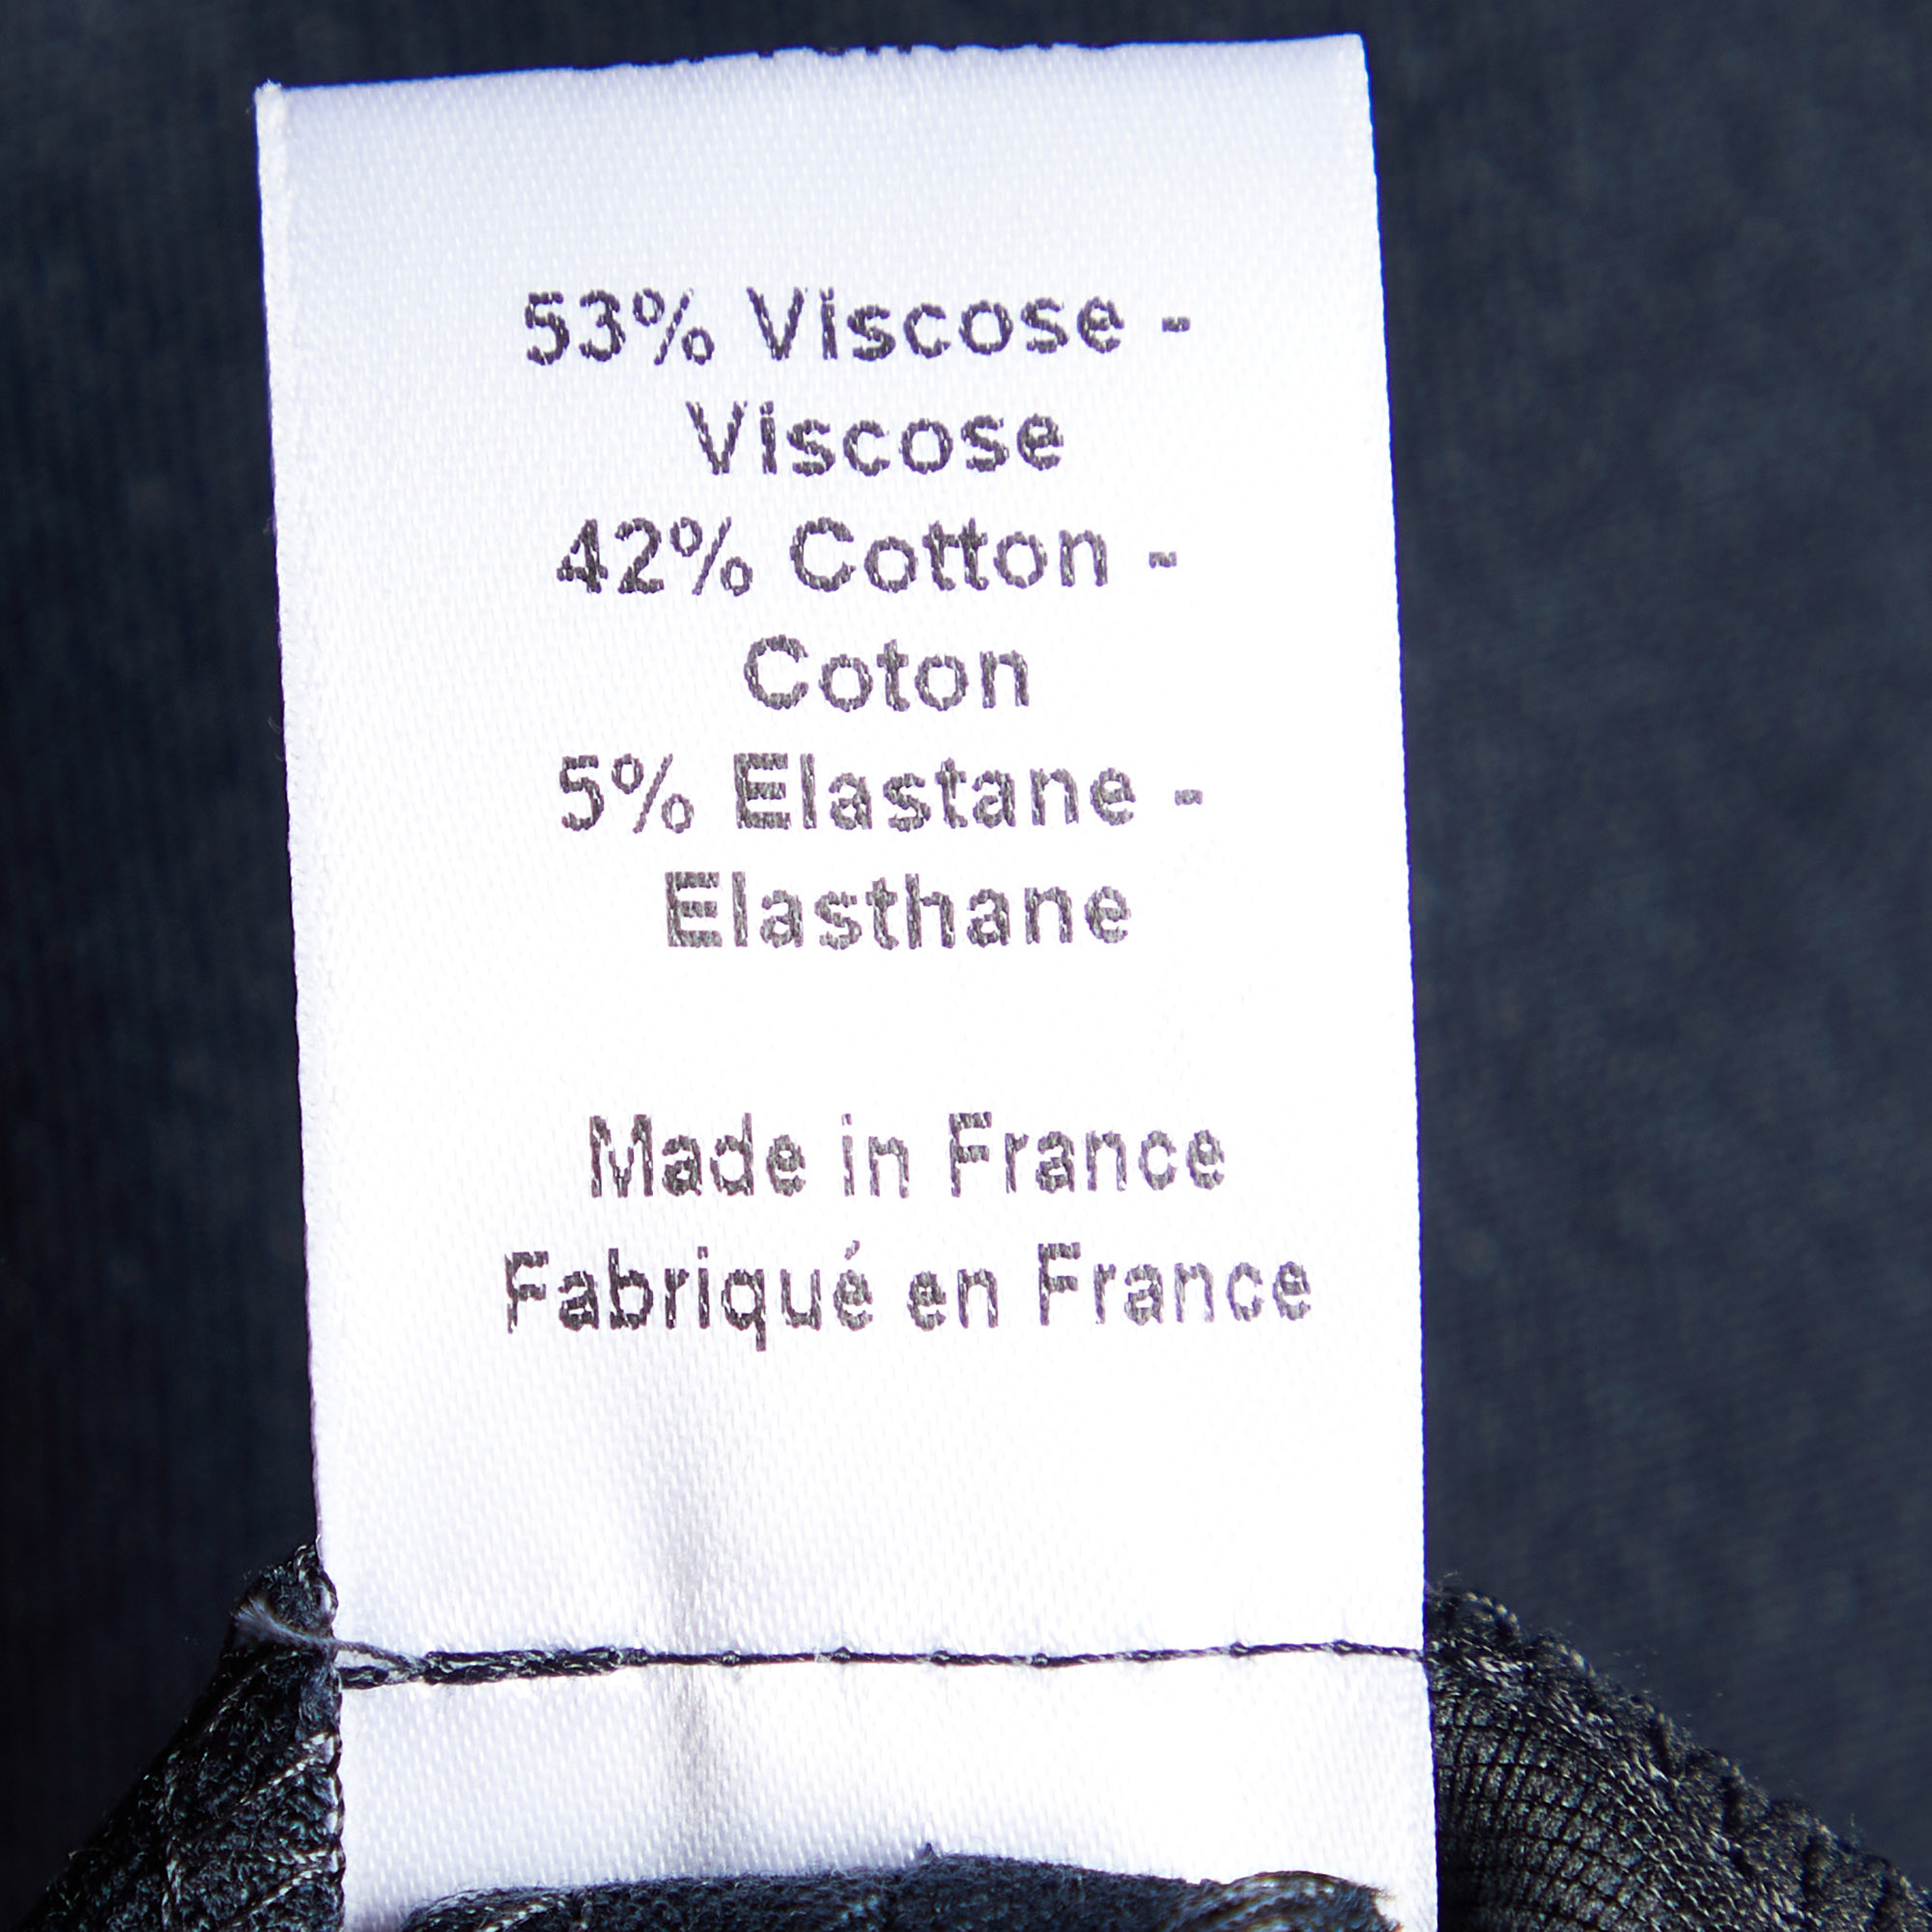 53% Viscose -
Viscose
42% Cotton -
Coton
5% Elastane -
Elasthane
Made in France
Fabriqué en France